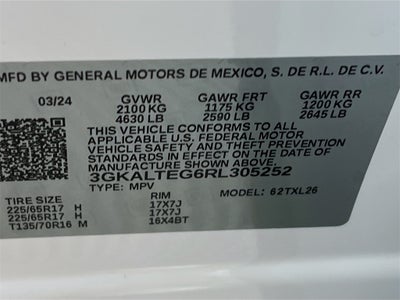 MFD BY GENERAL MOTORS DE MEXICO, S. DE R.L. DE C.V.
03/24 GVWR GAWR FRT GAWR RR
2100 KG 1175 KG 1200 KG
4630 LB 2590 LB 2645 LB
THIS VEHICLE CONFORMS TO ALL
APPLICABLE U.S. FEDERAL MOTOR
VEHICLE SAFETY AND THEFT PREVENTION
STANDARDS IN EFFECT ON THE DATE OF
MANUFACTURE SHOWN ABOVE.
3GKALTEG6RL305252
TYPE: MPV MODEL: 62TXL26
TIRE SIZE RIM
225/65R17 H 17X7J
225/65R17 H 17X7J
T135/70R16 M 16X4BT